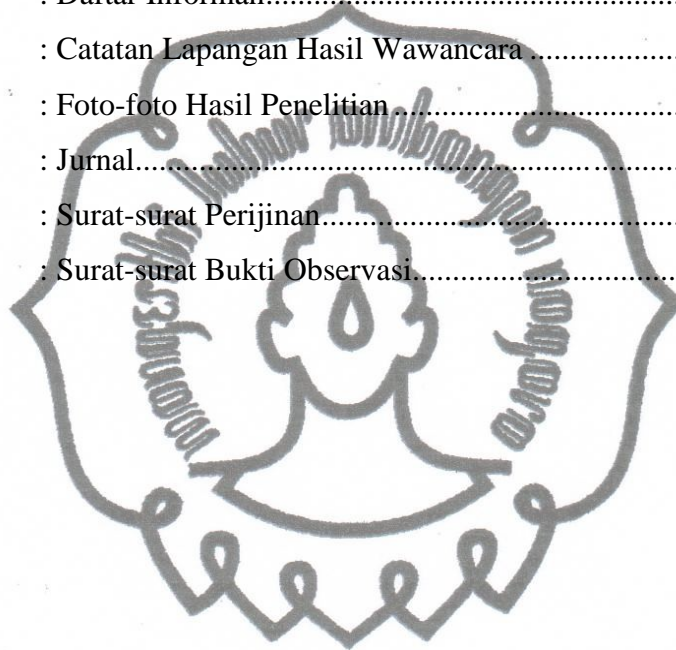 : Daftar Informan....................................................
: Catatan Lapangan Hasil Wawancara ...................
: Foto-foto Hasil Penelitian .....................................
: Jurnal.....................................................................
: Surat-surat Perijinan..............................................
: Surat-surat Bukti Observasi..................................